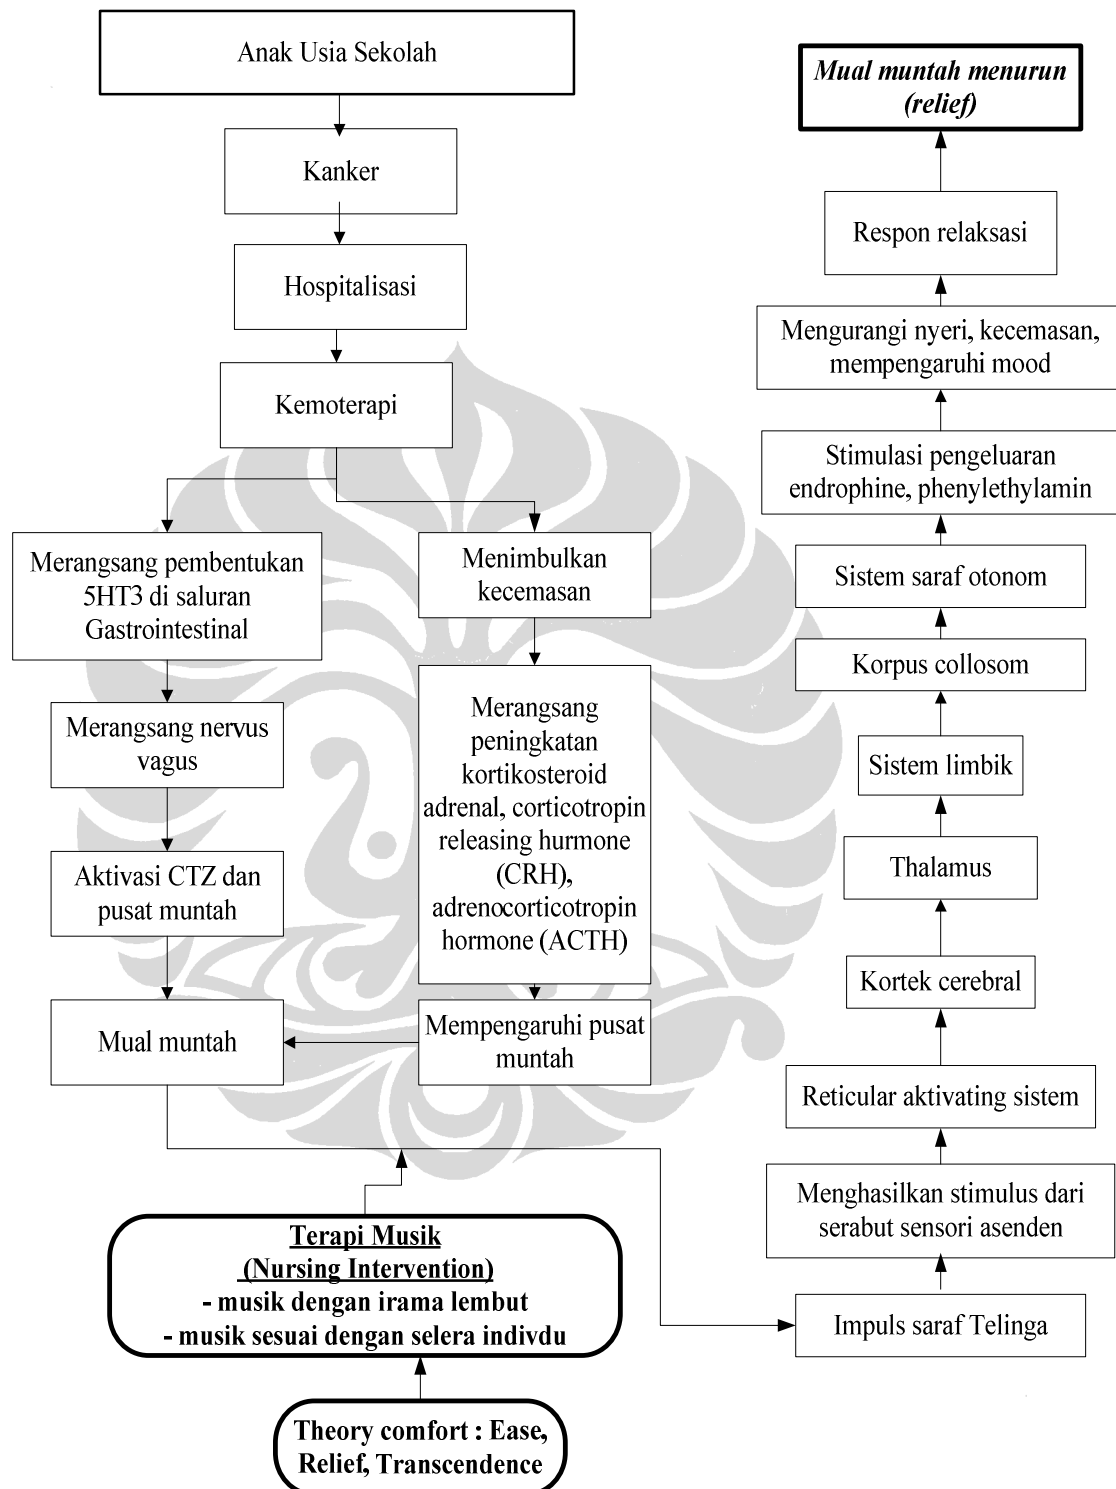 Anak Usia Sekolah
Kanker
Hospitalisasi
Kemoterapi
Merangsang pembentukan
5HT3 di saluran
Gastrointestinal
Merangsang nervus
vagus
Aktivasi CTZ dan
pusat muntah
Mual muntah
Menimbulkan
kecemasan
Merangsang
peningkatan
kortikosteroid
adrenal, corticotropin
releasing hurmone
(CRH),
adrenocorticotropin
hormone (ACTH)
Mempengaruhi pusat
muntah
Terapi Musik
(Nursing Intervention)
- musik dengan irama lembut
- musik sesuai dengan selera indivdu
Theory comfort : Ease,
Relief, Transcendence
Mual muntah menurun
(relief)
Respon relaksasi
Mengurangi nyeri, kecemasan,
mempengaruhi mood
Stimulasi pengeluaran
endrophine, phenylethylamin
Sistem saraf otonom
Korpus collosom
Sistem limbik
Thalamus
Kortek cerebral
Reticular aktivating sistem
Menghasilkan stimulus dari
serabut sensori asenden
Impuls saraf Telinga